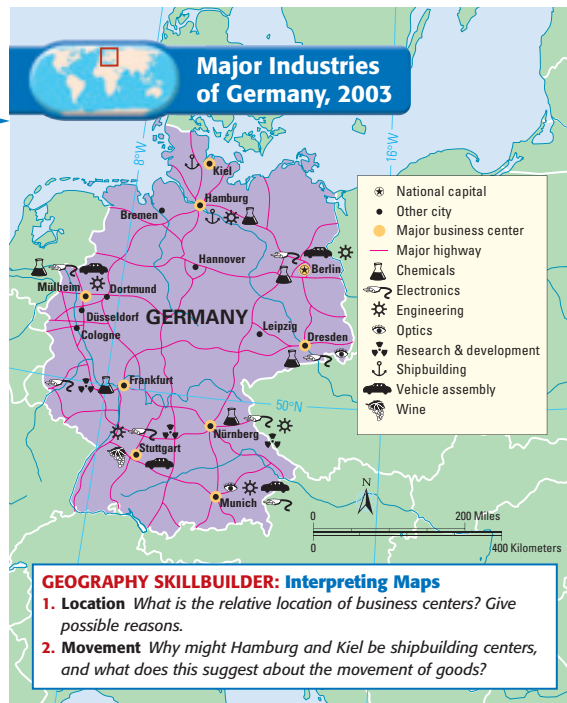 Major Industries
of Germany, 2003
8°W
16°W
Kiel
Hamburg
Bremen
Hannover
Berlin
Mülheim
Dortmund
Düsseldorf
Cologne
GERMANY
Leipzig
Dresden
Frankfurt
50°N
Nürnberg
Stuttgart
Munich
National capital
Other city
Major business center
Major highway
Chemicals
Electronics
Engineering
Optics
Research & development
Shipbuilding
Vehicle assembly
Wine
N
0
200 Miles
0
400 Kilometers
GEOGRAPHY SKILLBUILDER: Interpreting Maps
1. Location What is the relative location of business centers? Give
possible reasons.
2. Movement Why might Hamburg and Kiel be shipbuilding centers,
and what does this suggest about the movement of goods?